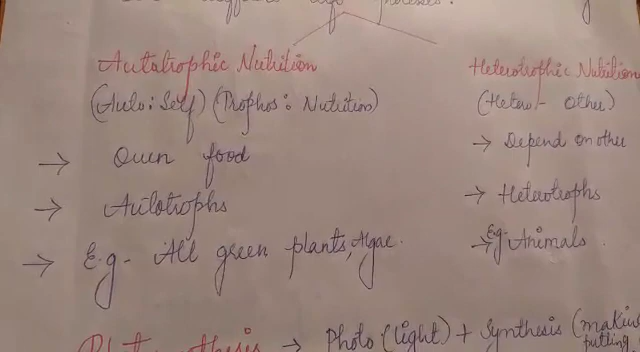 processes.
Autotrophic Nutrition
(Auto : Self) (Trophos : Nutrition)
→ Own food
→ Autotrophs
→ E.g - All green plants, Algae.
Heterotrophic Nutrition
(Hetero - Other)
→ Depend on other
→ Heterotrophs
→ E.g. Animals.
→ Photo (light) + Synthesis (making
putting